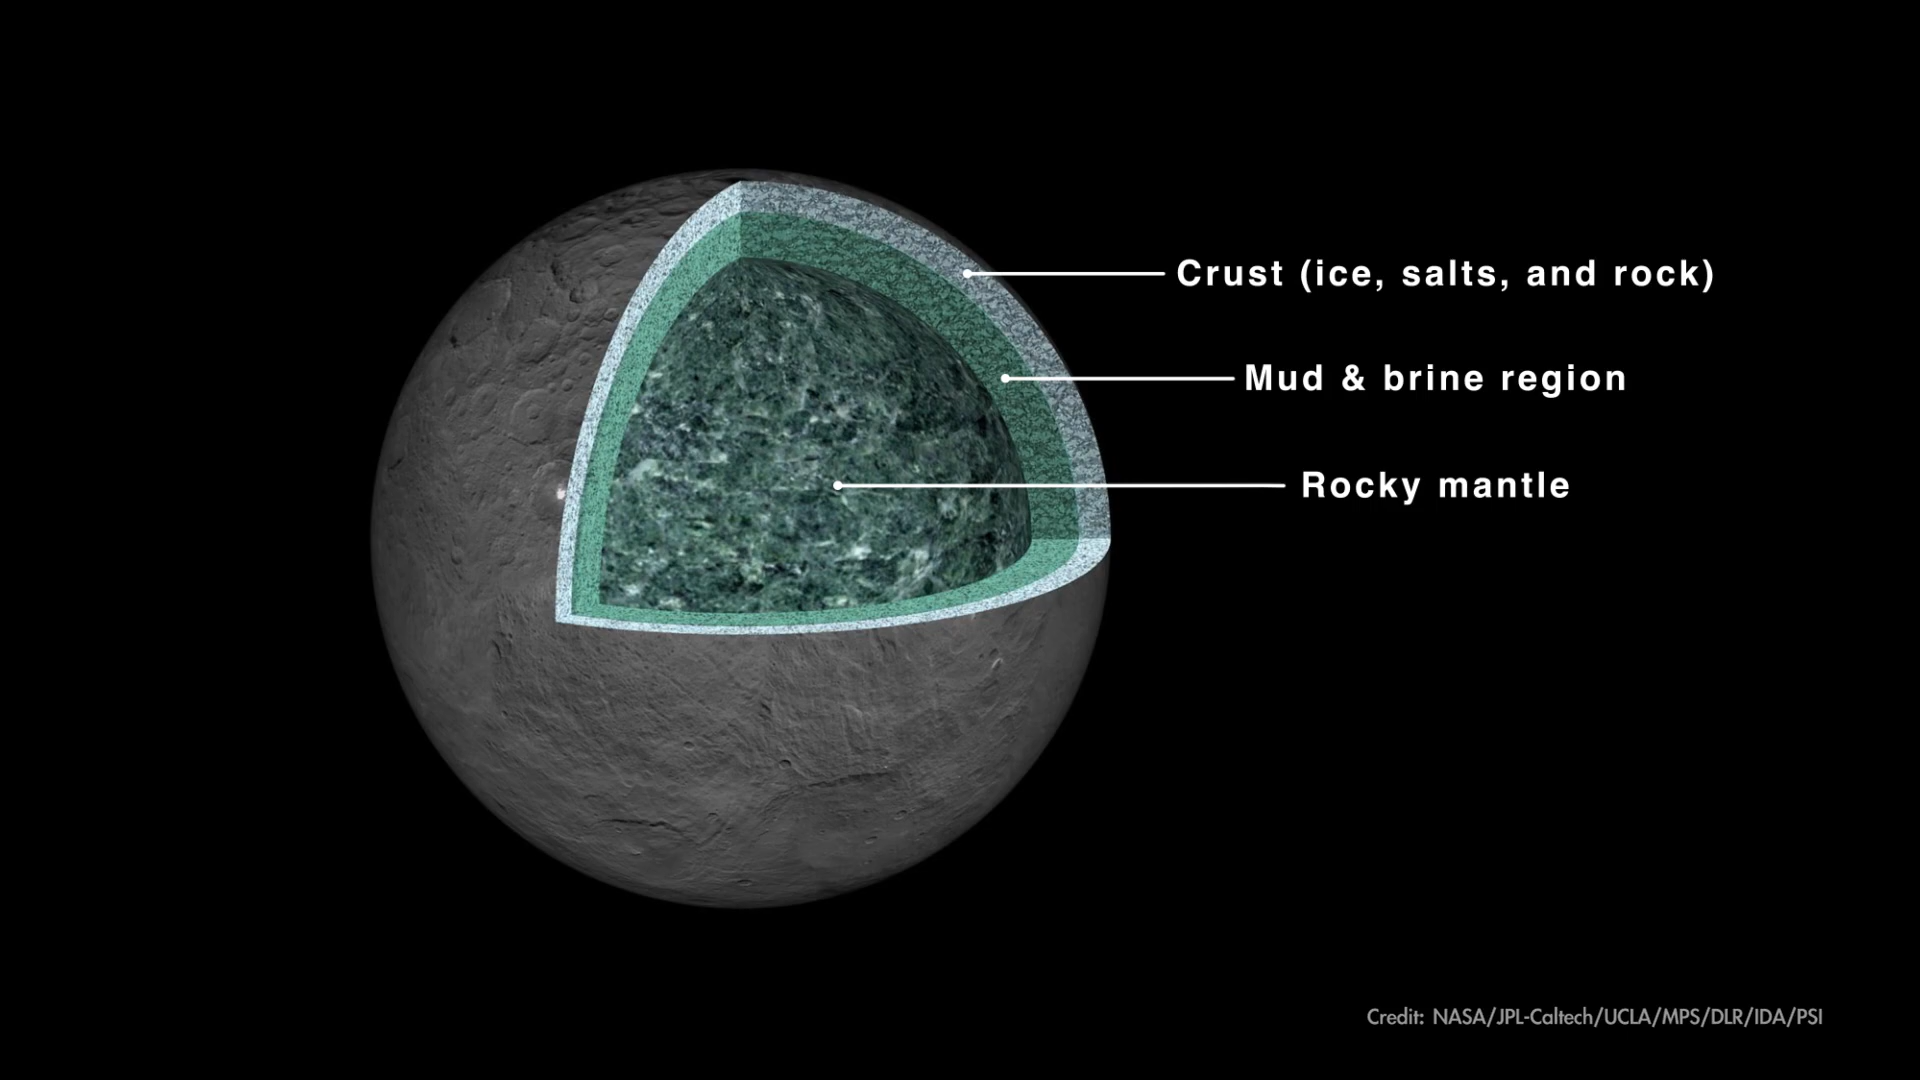 Crust (ice, salts, and rock)
Mud & brine region
Rocky mantle
Credit: NASA/JPL-Caltech/UCLA/MPS/DLR/IDA/PSI